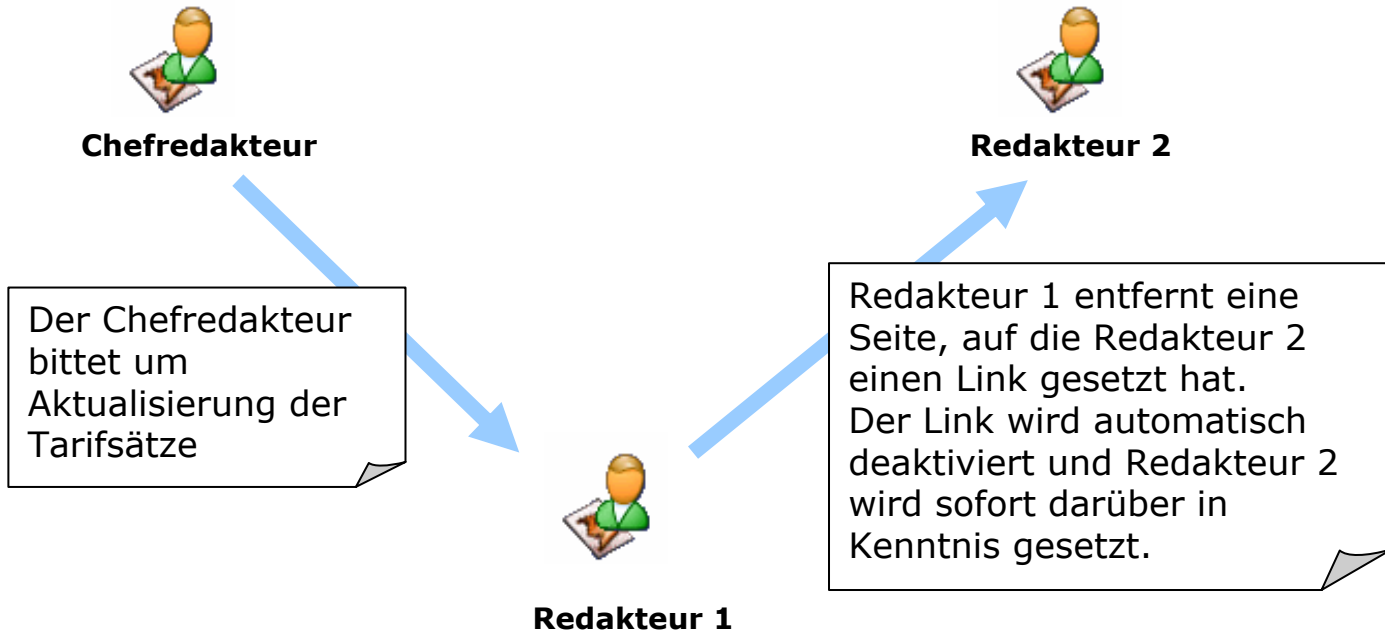 Chefredakteur
Redakteur 2
Der Chefredakteur
bittet um
Aktualisierung der
Tarifsätze
Redakteur 1 entfernt eine
Seite, auf die Redakteur 2
einen Link gesetzt hat.
Der Link wird automatisch
deaktiviert und Redakteur 2
wird sofort darüber in
Kenntnis gesetzt.
Redakteur 1